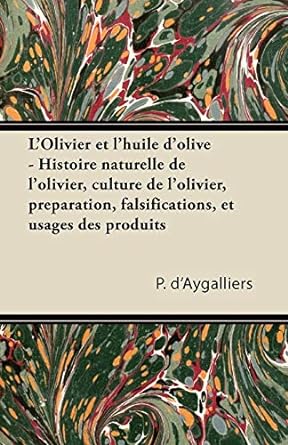 L'Olivier et l'huile d'olive
- Histoire naturelle de
l'olivier, culture de l'olivier,
preparation, falsifications, et
usages des produits
P. d'Aygalliers